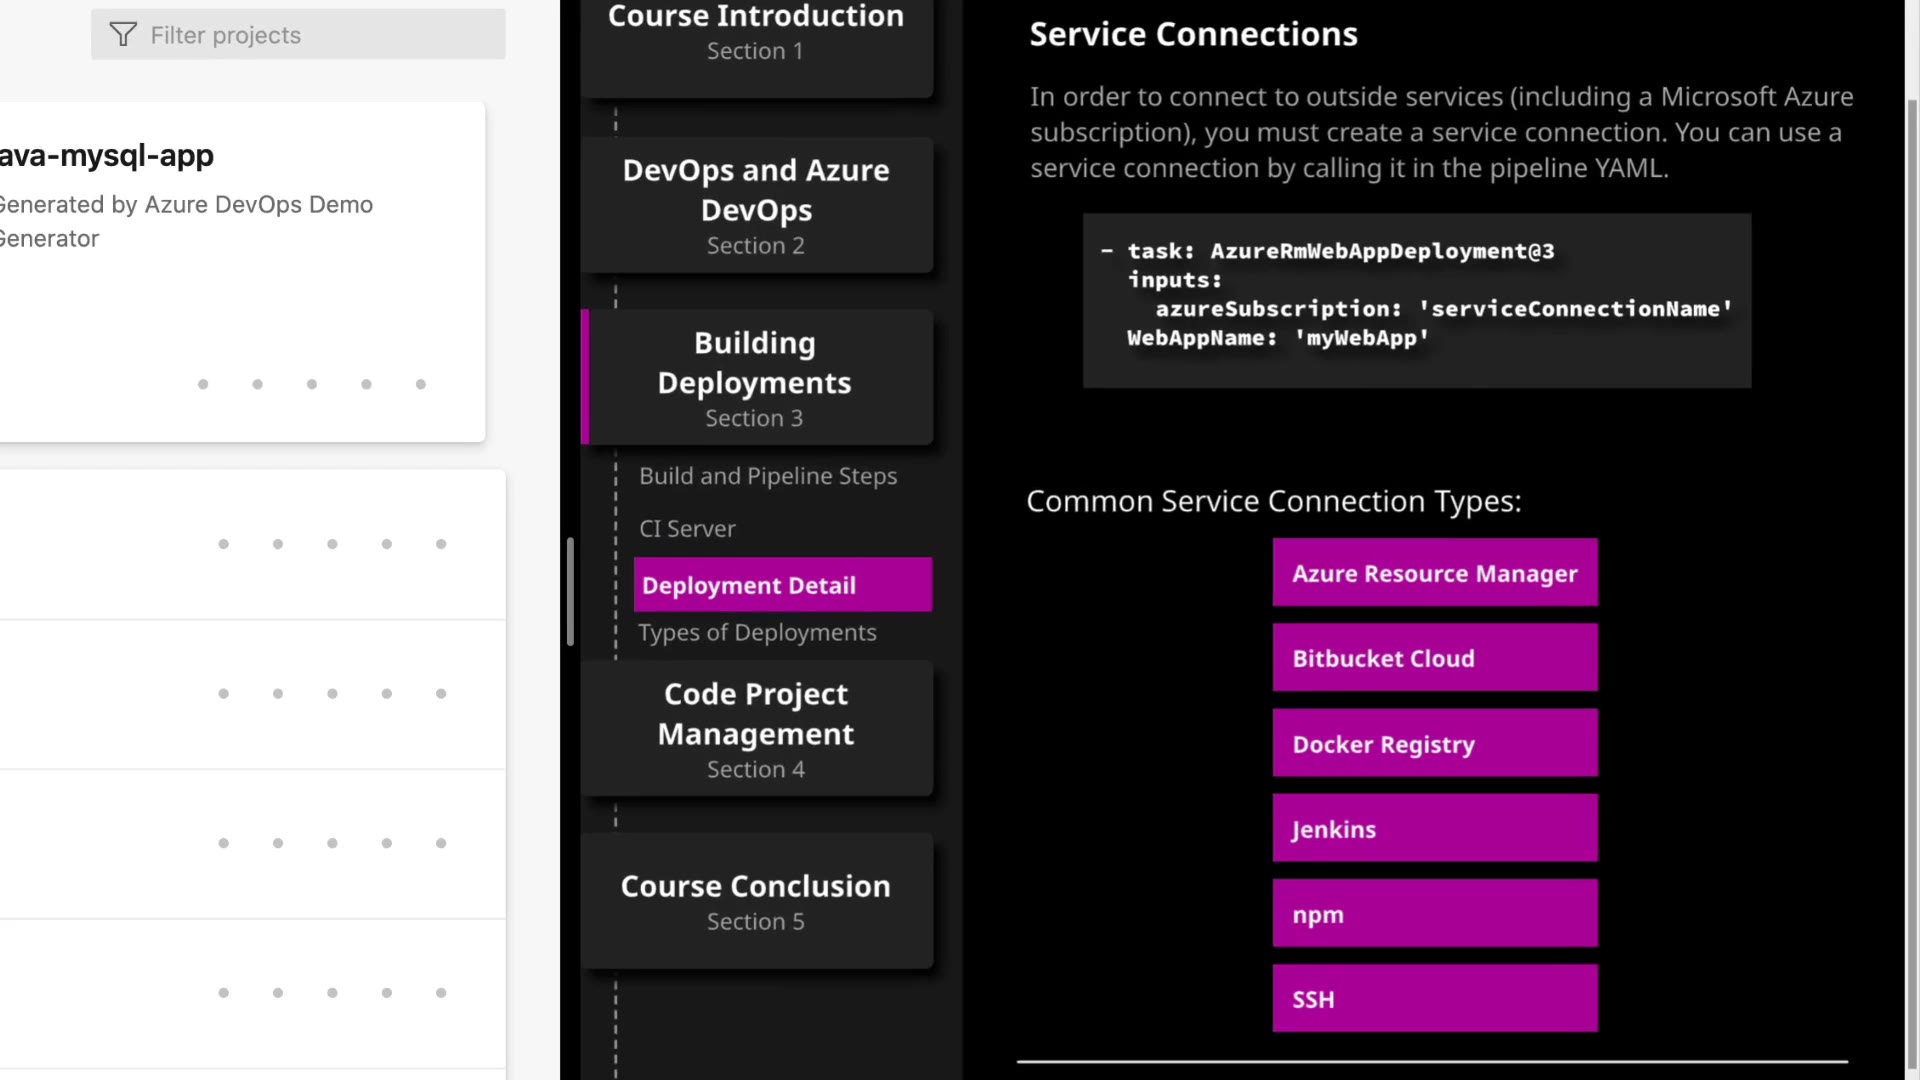 Filter projects
ava-mysql-app
Generated by Azure DevOps Demo
Generator
Course Introduction
Section 1
DevOps and Azure
DevOps
Section 2
Building
Deployments
Section 3
Build and Pipeline Steps
CI Server
Deployment Detail
Types of Deployments
Code Project
Management
Section 4
Course Conclusion
Section 5
Service Connections
In order to connect to outside services (including a Microsoft Azure
subscription), you must create a service connection. You can use a
service connection by calling it in the pipeline YAML.
- task: AzureRmWebAppDeployment@3
inputs:
azureSubscription: 'serviceConnectionName'
WebAppName: 'myWebApp'
Common Service Connection Types:
Azure Resource Manager
Bitbucket Cloud
Docker Registry
Jenkins
npm
SSH